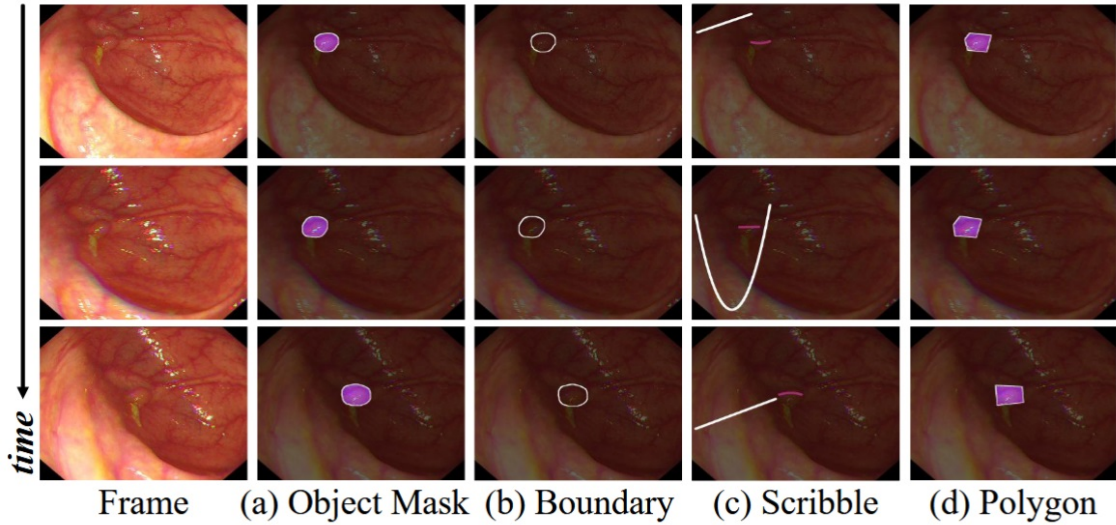 time
Frame
(a) Object Mask
(b) Boundary
(c) Scribble
(d) Polygon